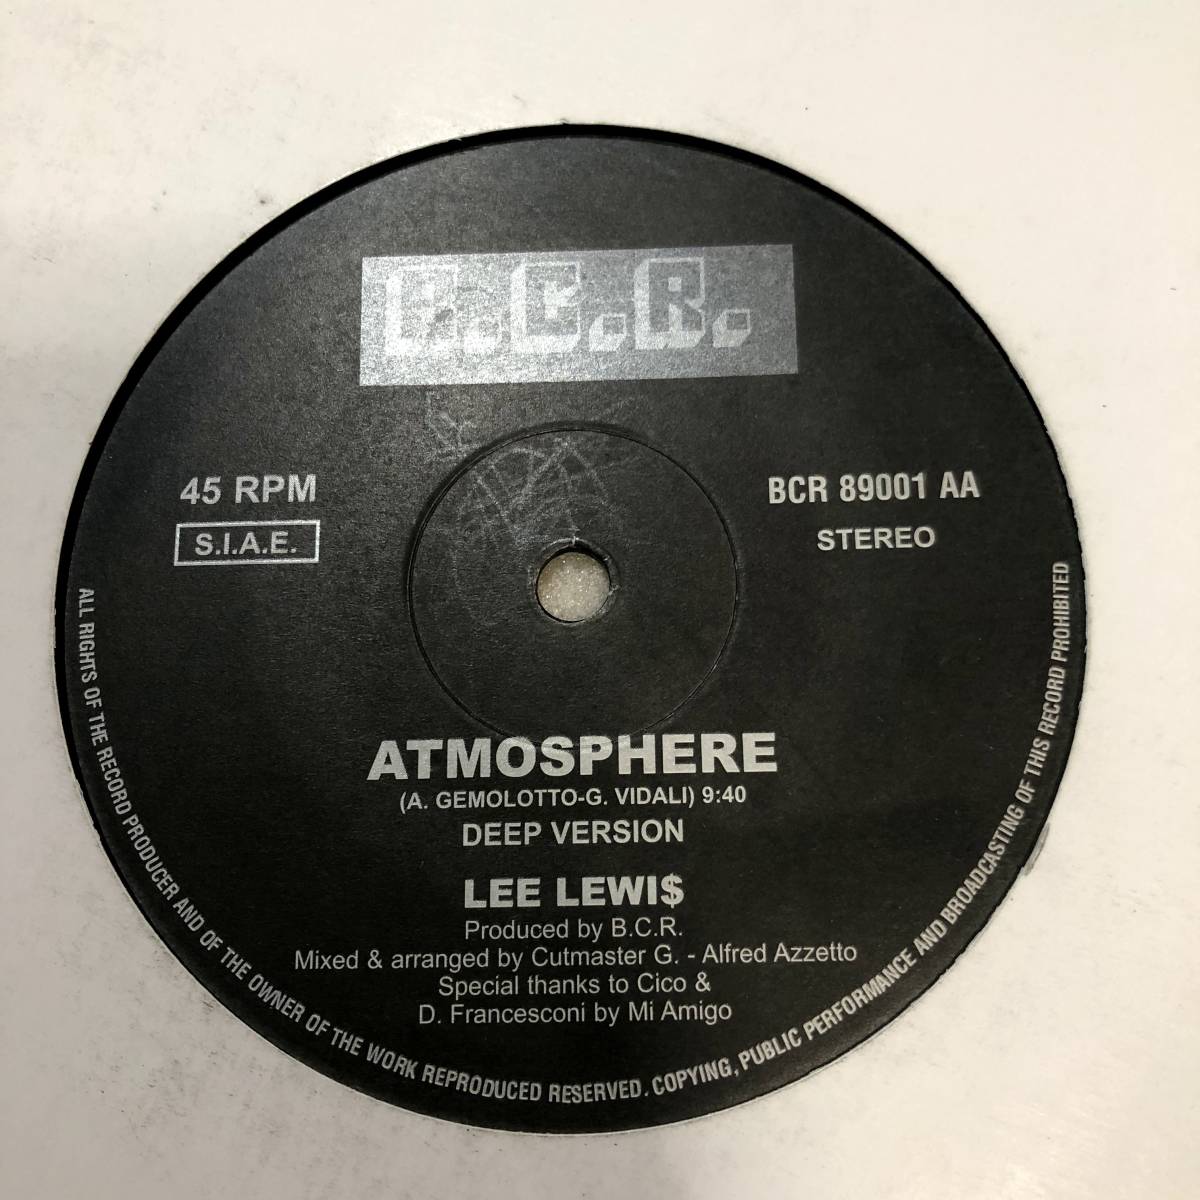 B.C.R.
45 RPM
S.I.A.E.
BCR 89001 AA
STEREO
ATMOSPHERE
(A. GEMOLOTTO-G. VIDALI) 9:40
DEEP VERSION
LEE LEWI$
Produced by B.C.R.
Mixed & arranged by Cutmaster G. - Alfred Azzetto
Special thanks to Cico &
D. Francesconi by Mi Amigo
ALL RIGHTS OF THE RECORD PRODUCER AND OF THE OWNER OF THE WORK REPRODUCED RESERVED. COPYING, PUBLIC PERFORMANCE AND BROADCASTING OF THIS RECORD PROHIBITED